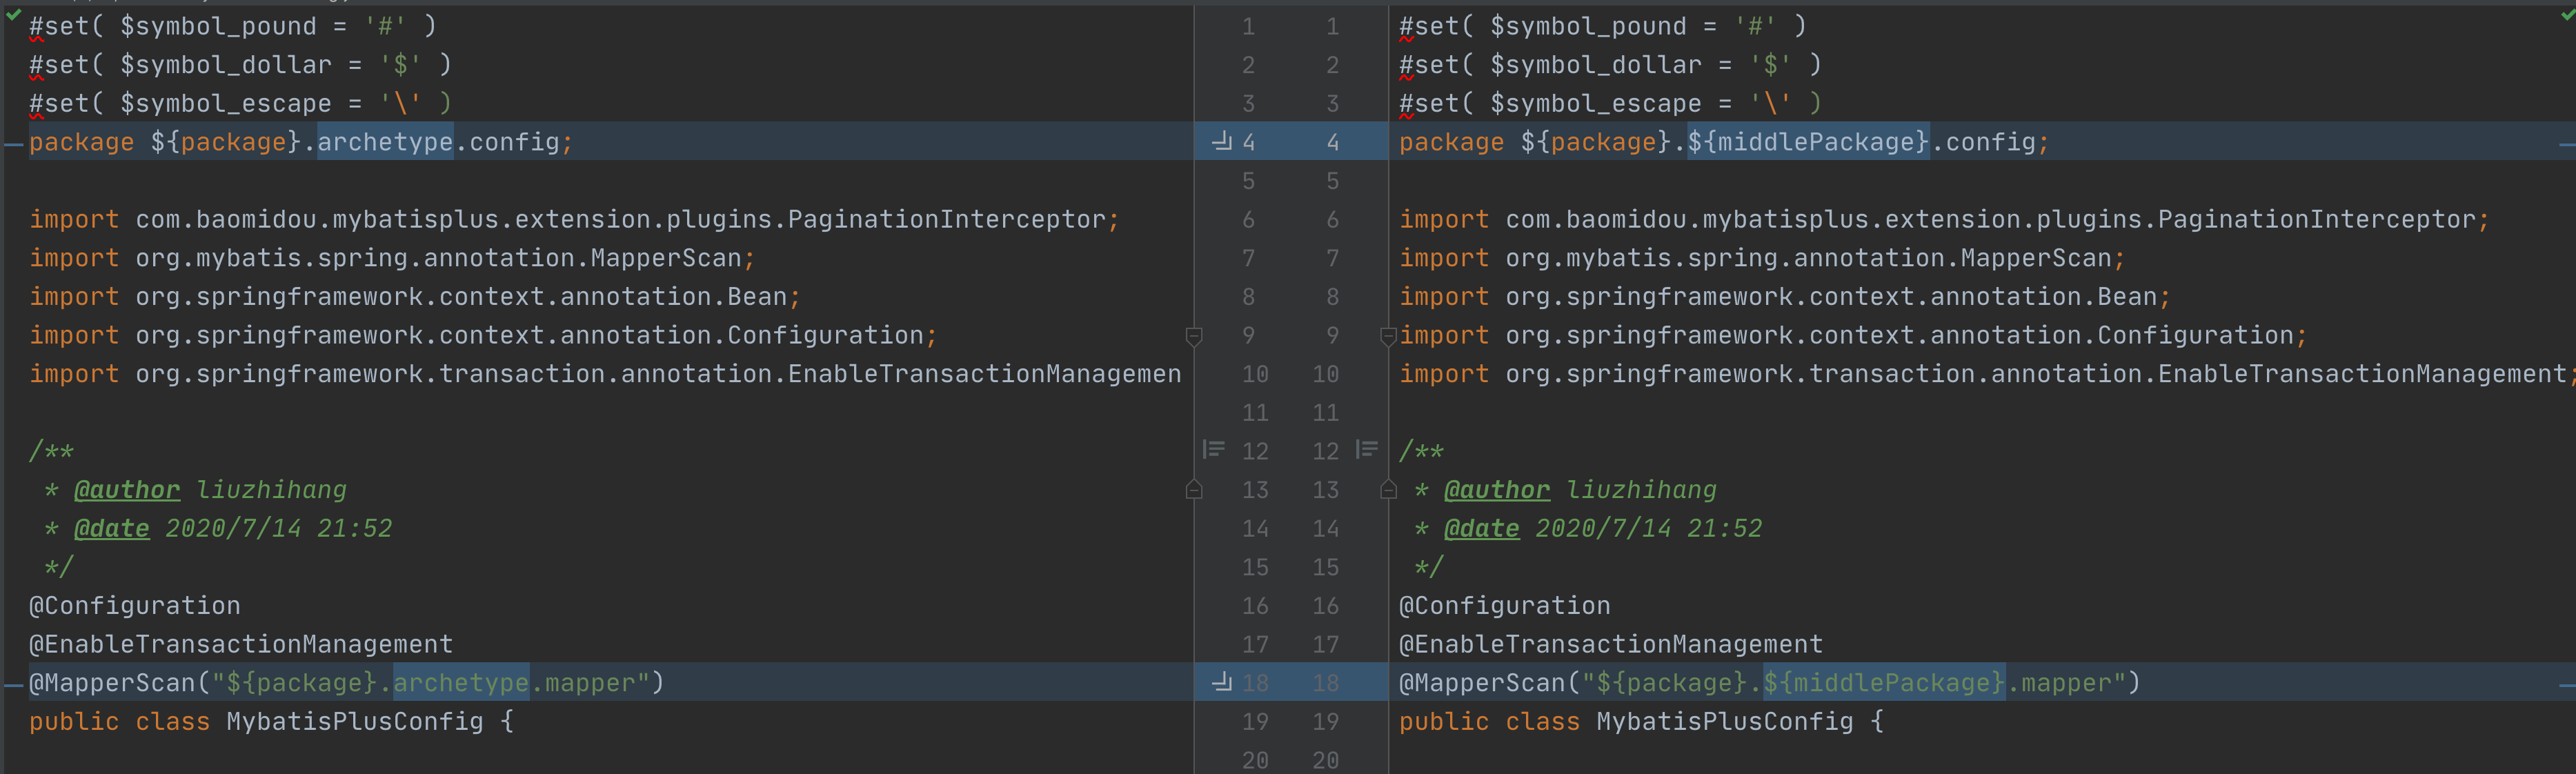 #set( $symbol_pound = '#' )
#set( $symbol_dollar = '$' )
#set( $symbol_escape = '\' )
package ${package}.archetype.config;
import com.baomidou.mybatisplus.extension.plugins.PaginationInterceptor;
import org.mybatis.spring.annotation.MapperScan;
import org.springframework.context.annotation.Bean;
import org.springframework.context.annotation.Configuration;
import org.springframework.transaction.annotation.EnableTransactionManagemen
/**
 * @author liuzhihang
 * @date 2020/7/14 21:52
 */
@Configuration
@EnableTransactionManagement
@MapperScan("${package}.archetype.mapper")
public class MybatisPlusConfig {
1 1
2 2
3 3
4 4
5 5
6 6
7 7
8 8
9 9
10 10
11 11
12 12
13 13
14 14
15 15
16 16
17 17
18 18
19 19
20 20
#set( $symbol_pound = '#' )
#set( $symbol_dollar = '$' )
#set( $symbol_escape = '\' )
package ${package}.${middlePackage}.config;
import com.baomidou.mybatisplus.extension.plugins.PaginationInterceptor;
import org.mybatis.spring.annotation.MapperScan;
import org.springframework.context.annotation.Bean;
import org.springframework.context.annotation.Configuration;
import org.springframework.transaction.annotation.EnableTransactionManagement;
/**
 * @author liuzhihang
 * @date 2020/7/14 21:52
 */
@Configuration
@EnableTransactionManagement
@MapperScan("${package}.${middlePackage}.mapper")
public class MybatisPlusConfig {